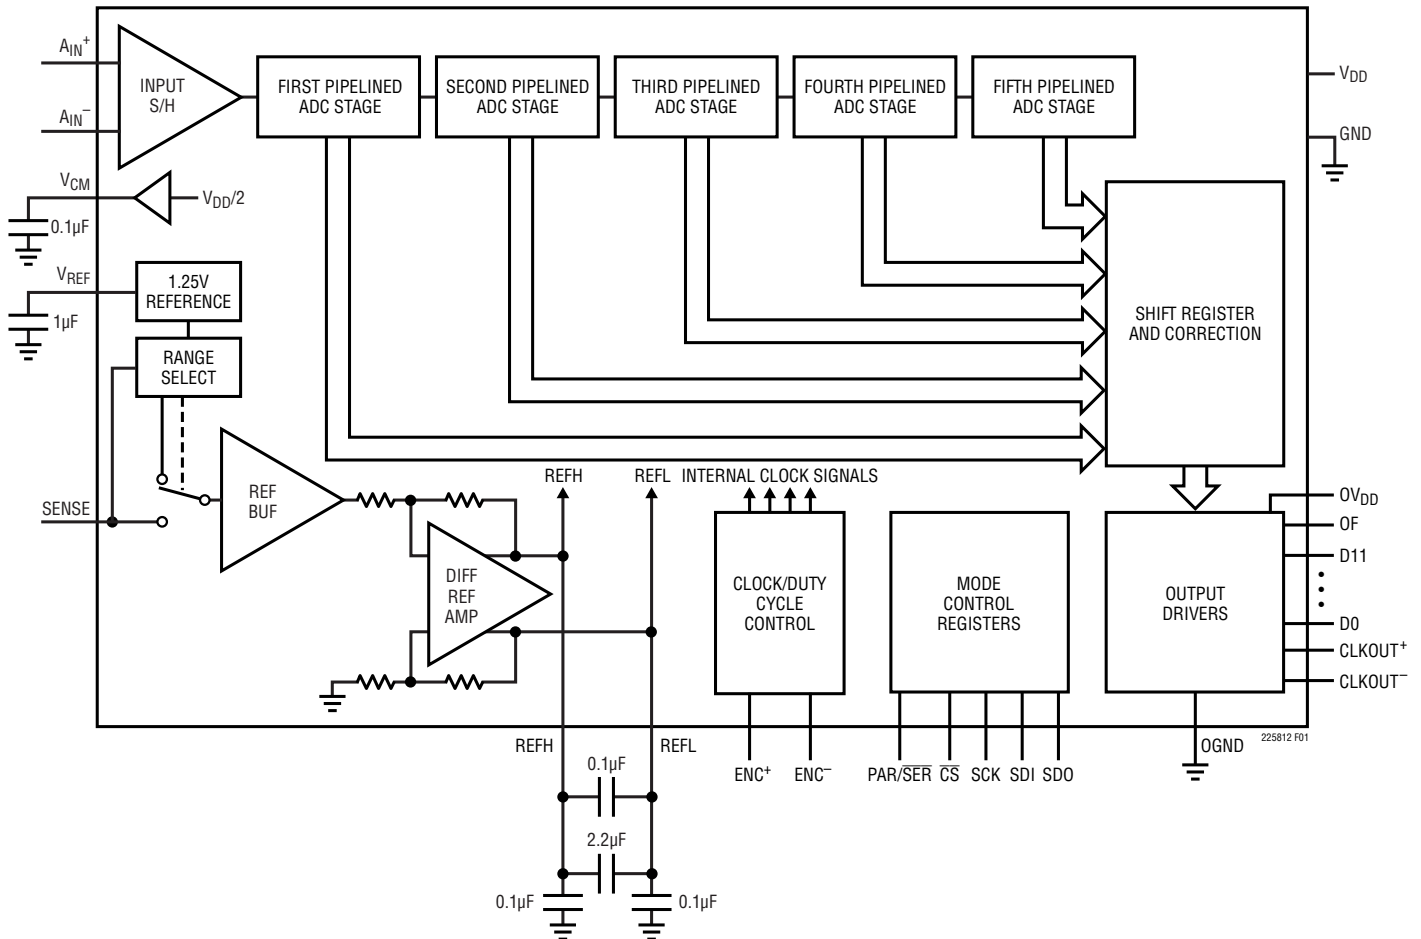 AIN+
AIN−
INPUT
S/H
FIRST PIPELINED
ADC STAGE
SECOND PIPELINED
ADC STAGE
THIRD PIPELINED
ADC STAGE
FOURTH PIPELINED
ADC STAGE
FIFTH PIPELINED
ADC STAGE
VDD
GND
VCM
VDD/2
0.1µF
VREF
1µF
1.25V
REFERENCE
RANGE
SELECT
SHIFT REGISTER
AND CORRECTION
SENSE
REF
BUF
DIFF
REF
AMP
REFH
REFL
INTERNAL CLOCK SIGNALS
CLOCK/DUTY
CYCLE
CONTROL
MODE
CONTROL
REGISTERS
OUTPUT
DRIVERS
OVDD
OF
D11
D0
CLKOUT+
CLKOUT−
REFH
REFL
ENC+
ENC−
PAR/SER
CS
SCK
SDI
SDO
OGND
225812 F01
0.1µF
2.2µF
0.1µF
0.1µF